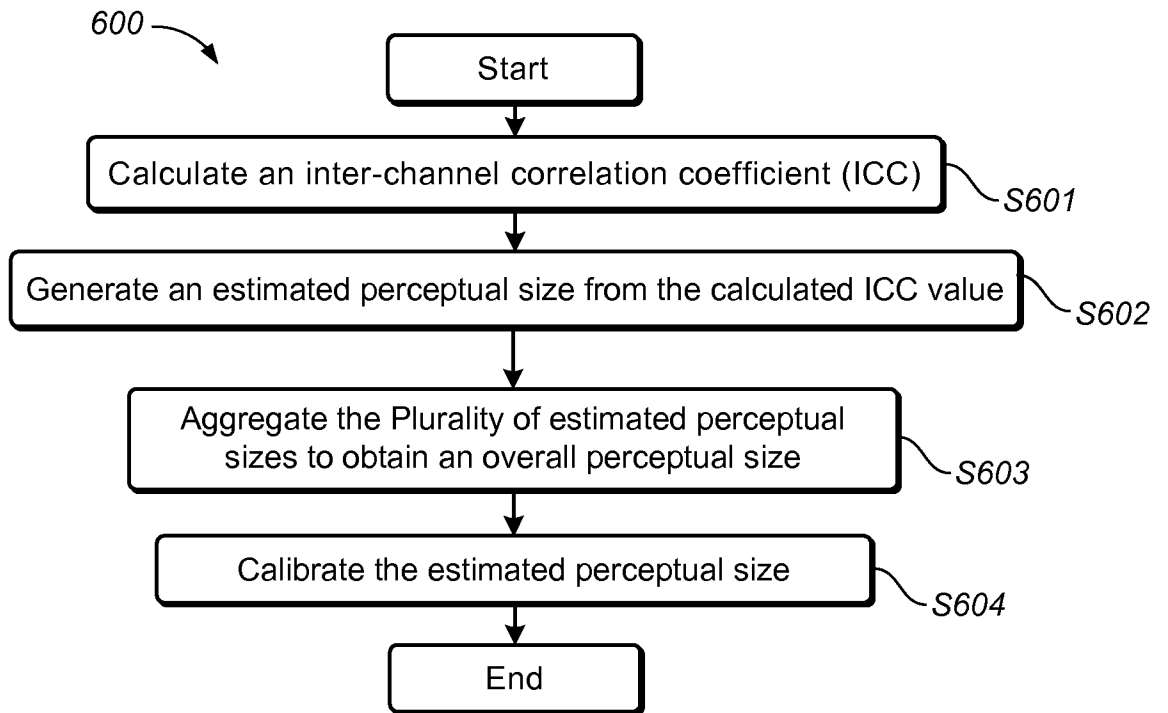 600
Start
Calculate an inter-channel correlation coefficient (ICC)
S601
Generate an estimated perceptual size from the calculated ICC value
S602
Aggregate the Plurality of estimated perceptual
sizes to obtain an overall perceptual size
S603
Calibrate the estimated perceptual size
S604
End